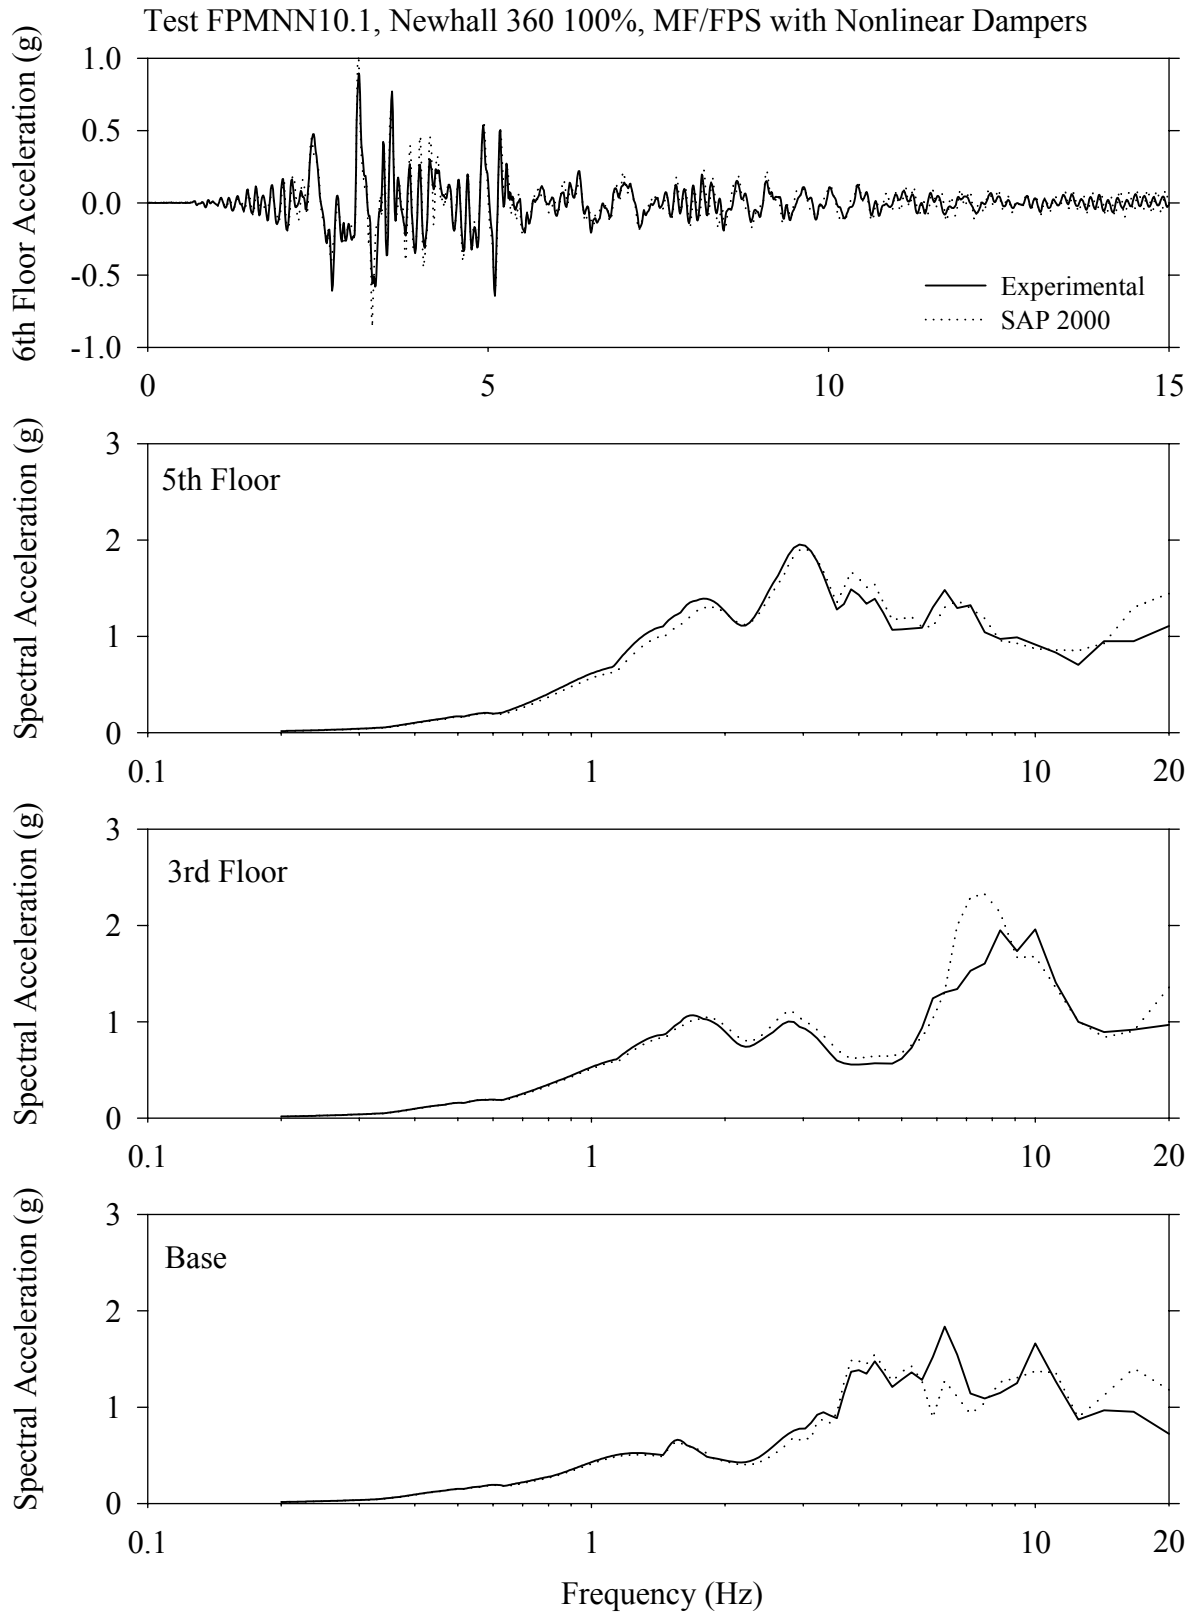 Test FPMNN10.1, Newhall 360 100%, MF/FPS with Nonlinear Dampers
6th Floor Acceleration (g)
1.0
0.5
0.0
-0.5
-1.0
Experimental
SAP 2000
0 5 10 15
Spectral Acceleration (g)
3
2
1
0
5th Floor
0.1 1 10 20
Spectral Acceleration (g)
3
2
1
0
3rd Floor
0.1 1 10 20
Spectral Acceleration (g)
3
2
1
0
Base
0.1 1 10 20
Frequency (Hz)